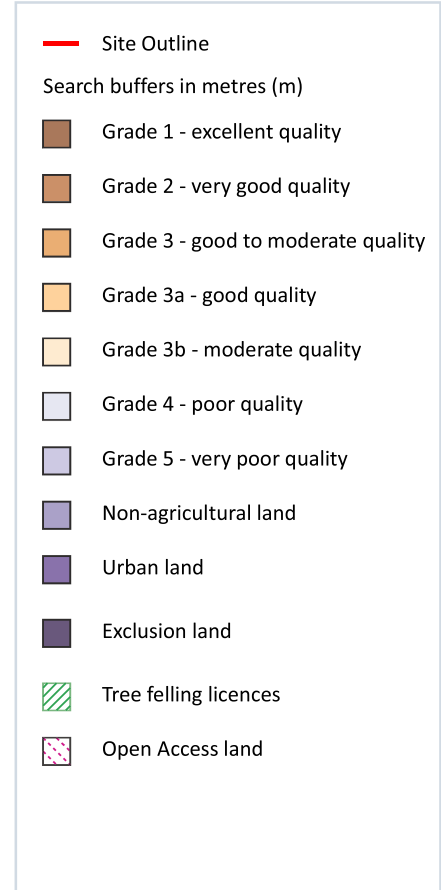 Site Outline
Search buffers in metres (m)
Grade 1 - excellent quality
Grade 2 - very good quality
Grade 3 - good to moderate quality
Grade 3a - good quality
Grade 3b - moderate quality
Grade 4 - poor quality
Grade 5 - very poor quality
Non-agricultural land
Urban land
Exclusion land
Tree felling licences
Open Access land